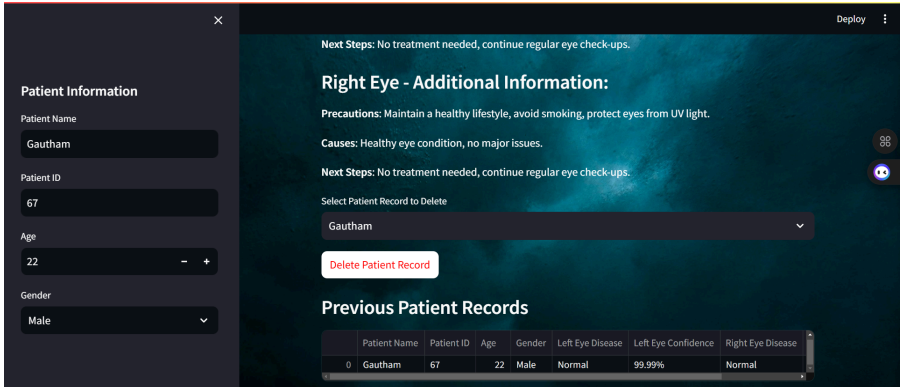 Deploy
Patient Information
Patient Name
Gautham
Patient ID
67
Age
22
Gender
Male
Next Steps: No treatment needed, continue regular eye check-ups.
Right Eye - Additional Information:
Precautions: Maintain a healthy lifestyle, avoid smoking, protect eyes from UV light.
Causes: Healthy eye condition, no major issues.
Next Steps: No treatment needed, continue regular eye check-ups.
Select Patient Record to Delete
Gautham
Delete Patient Record
Previous Patient Records
Patient Name Patient ID Age Gender Left Eye Disease Left Eye Confidence Right Eye Disease
0 Gautham 67 22 Male Normal 99.99% Normal